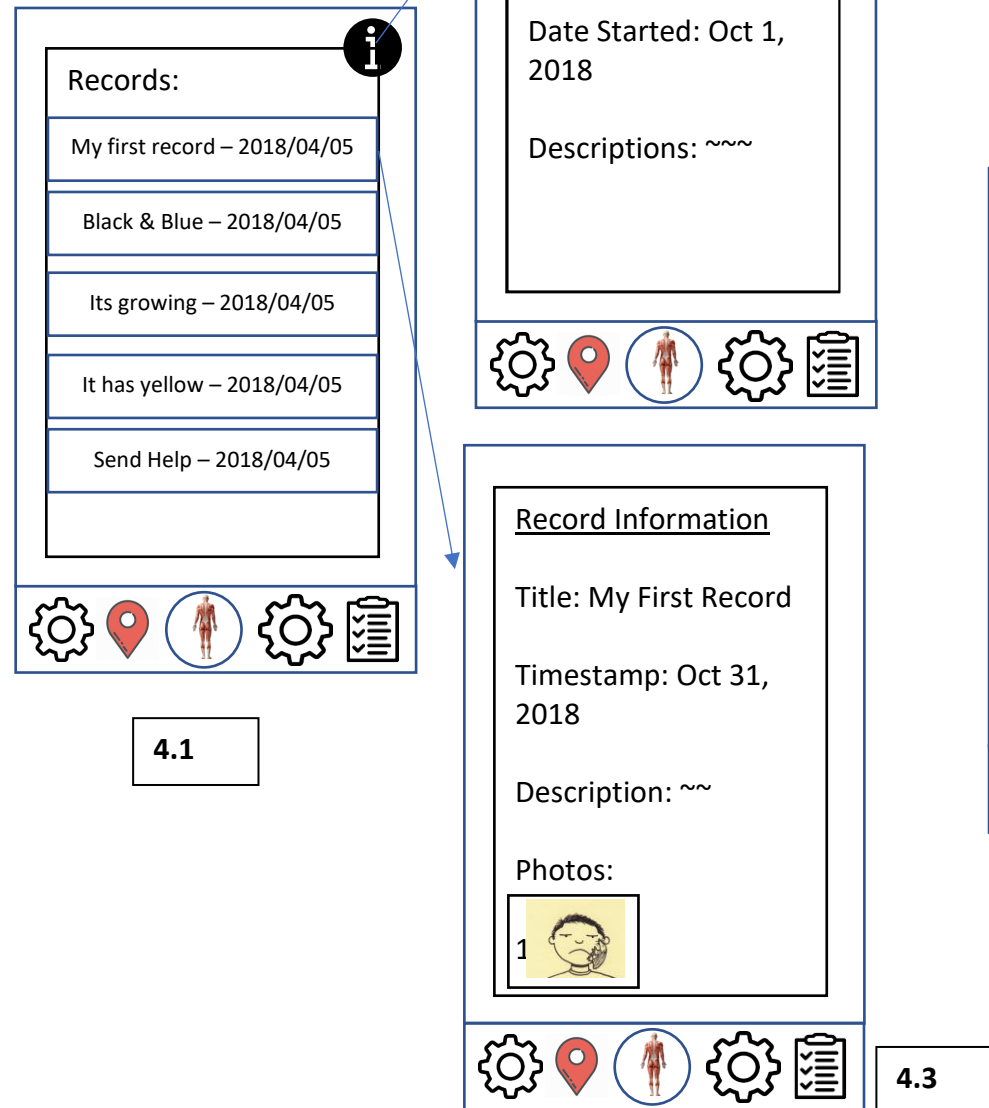 Records:
My first record – 2018/04/05
Black & Blue – 2018/04/05
Its growing – 2018/04/05
It has yellow – 2018/04/05
Send Help – 2018/04/05
4.1
Date Started: Oct 1,
2018
Descriptions: ~~~
Record Information
Title: My First Record
Timestamp: Oct 31,
2018
Description: ~~
Photos:
1
4.3